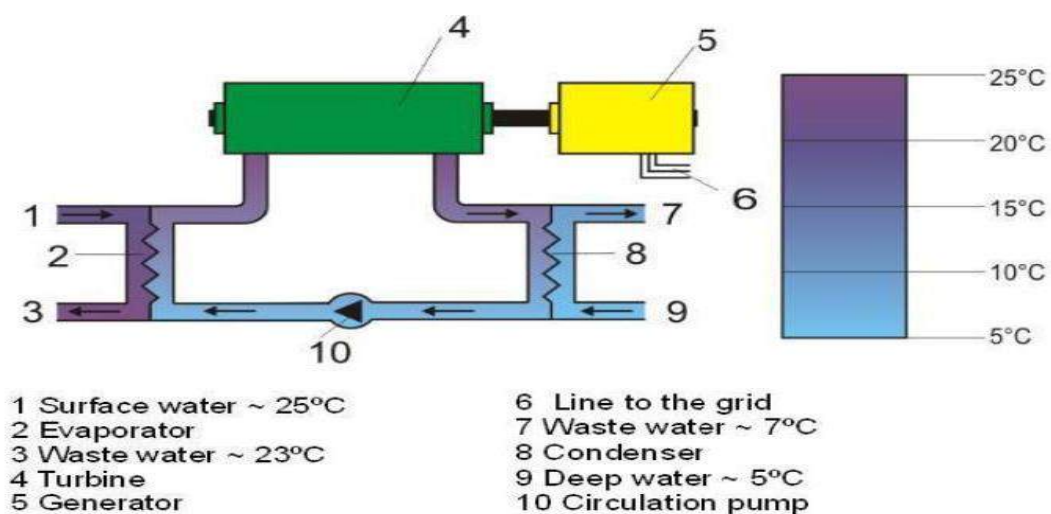 4
5
25°C
20°C
15°C
10°C
5°C
6
1
7
2
8
3
9
10
1 Surface water ~ 25ºC
2 Evaporator
3 Waste water ~ 23ºC
4 Turbine
5 Generator
6 Line to the grid
7 Waste water ~ 7ºC
8 Condenser
9 Deep water ~ 5ºC
10 Circulation pump